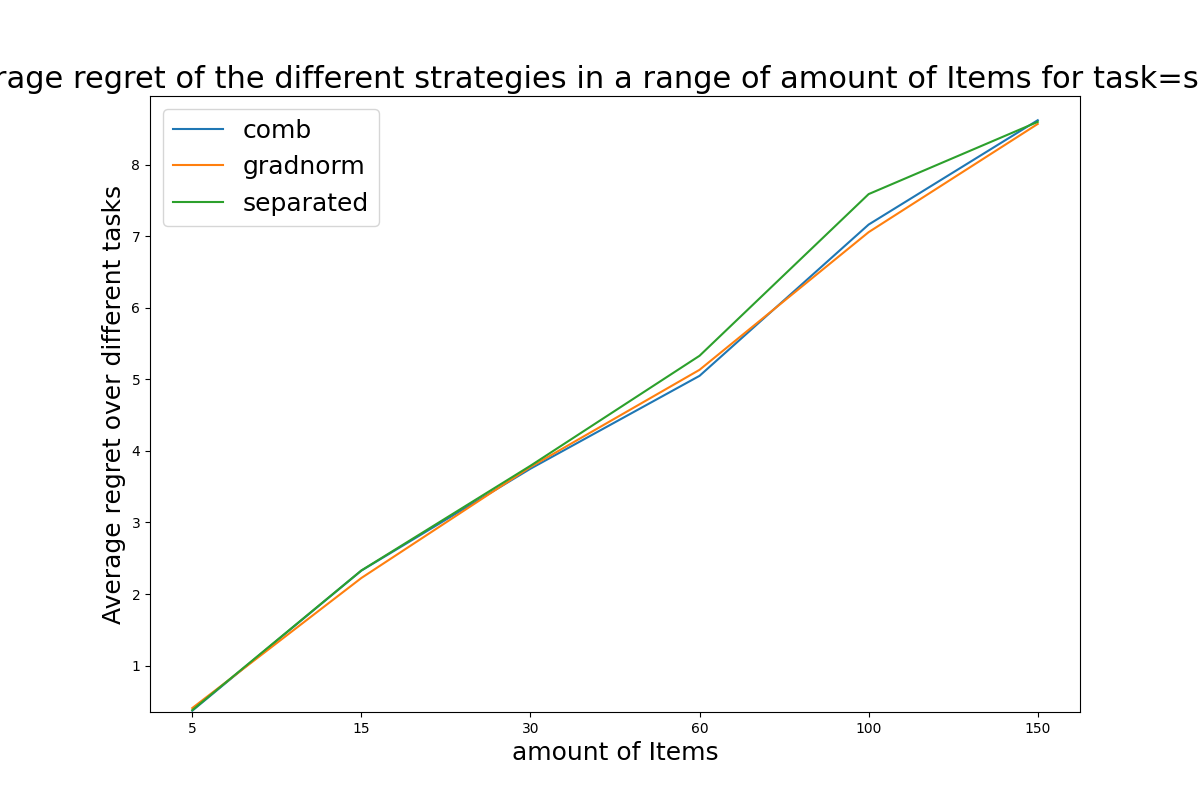 rage regret of the different strategies in a range of amount of Items for task=s
comb
gradnorm
separated
Average regret over different tasks
8
7
6
5
4
3
2
1
5 15 30 60 100 150
amount of Items